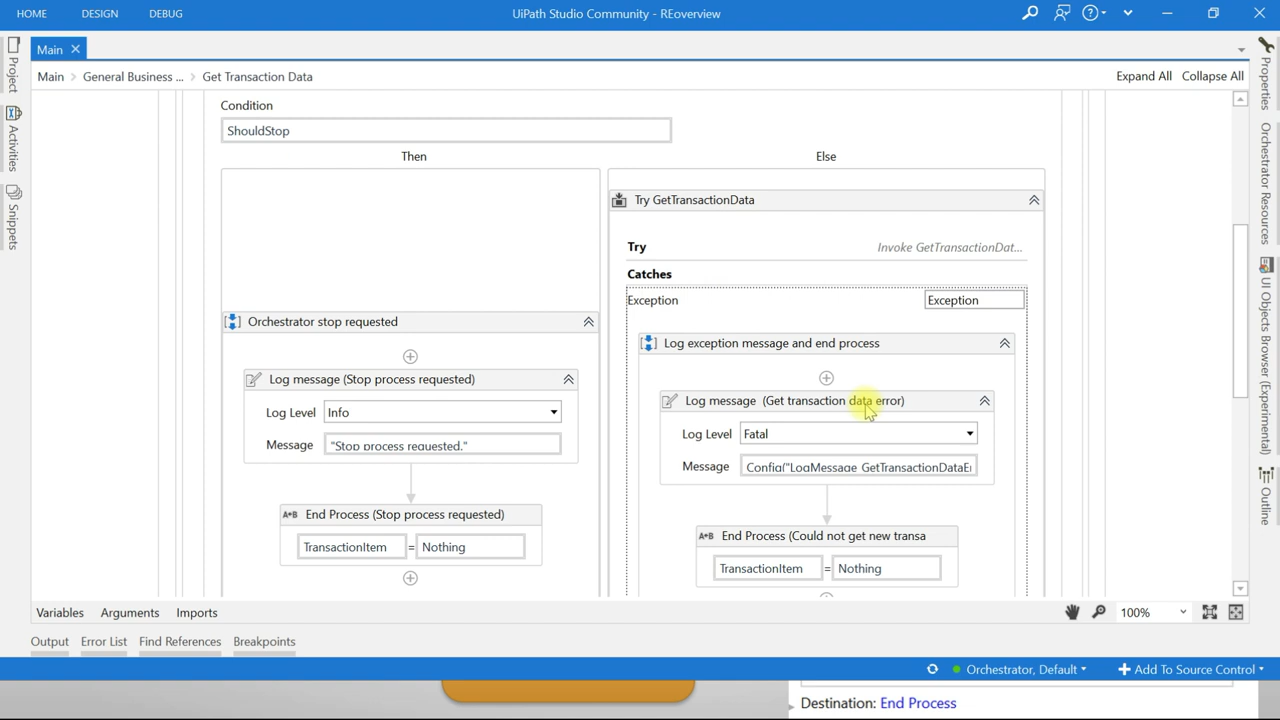 HOME DESIGN DEBUG
UiPath Studio Community - REoverview
Main
Main > General Business ... > Get Transaction Data
Expand All Collapse All
Project
Activities
Snippets
Properties
Orchestrator Resources
UI Objects Browser (Experimental)
Outline
Condition
ShouldStop
Then
Else
Try GetTransactionData
Try
Invoke GetTransactionDat...
Catches
Exception
Exception
Orchestrator stop requested
Log message (Stop process requested)
Log Level Info
Message "Stop process requested."
End Process (Stop process requested)
TransactionItem = Nothing
Log exception message and end process
Log message (Get transaction data error)
Log Level Fatal
Message Config("LogMessage_GetTransactionDataE
End Process (Could not get new transa
TransactionItem = Nothing
Variables Arguments Imports
100%
Output Error List Find References Breakpoints
Orchestrator, Default
Add To Source Control
Destination: End Process